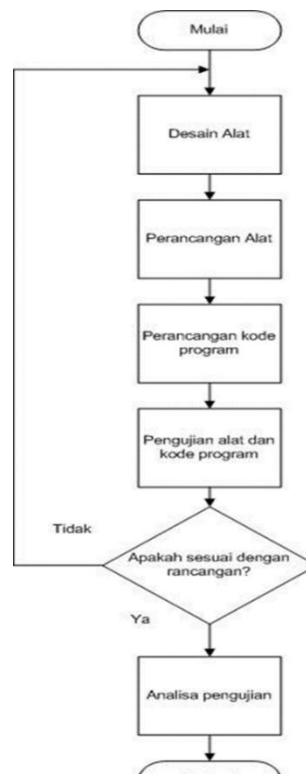 Mulai
Desain Alat
Perancangan Alat
Perancangan kode
program
Pengujian alat dan
kode program
Tidak
Apakah sesuai dengan
rancangan?
Ya
Analisa pengujian